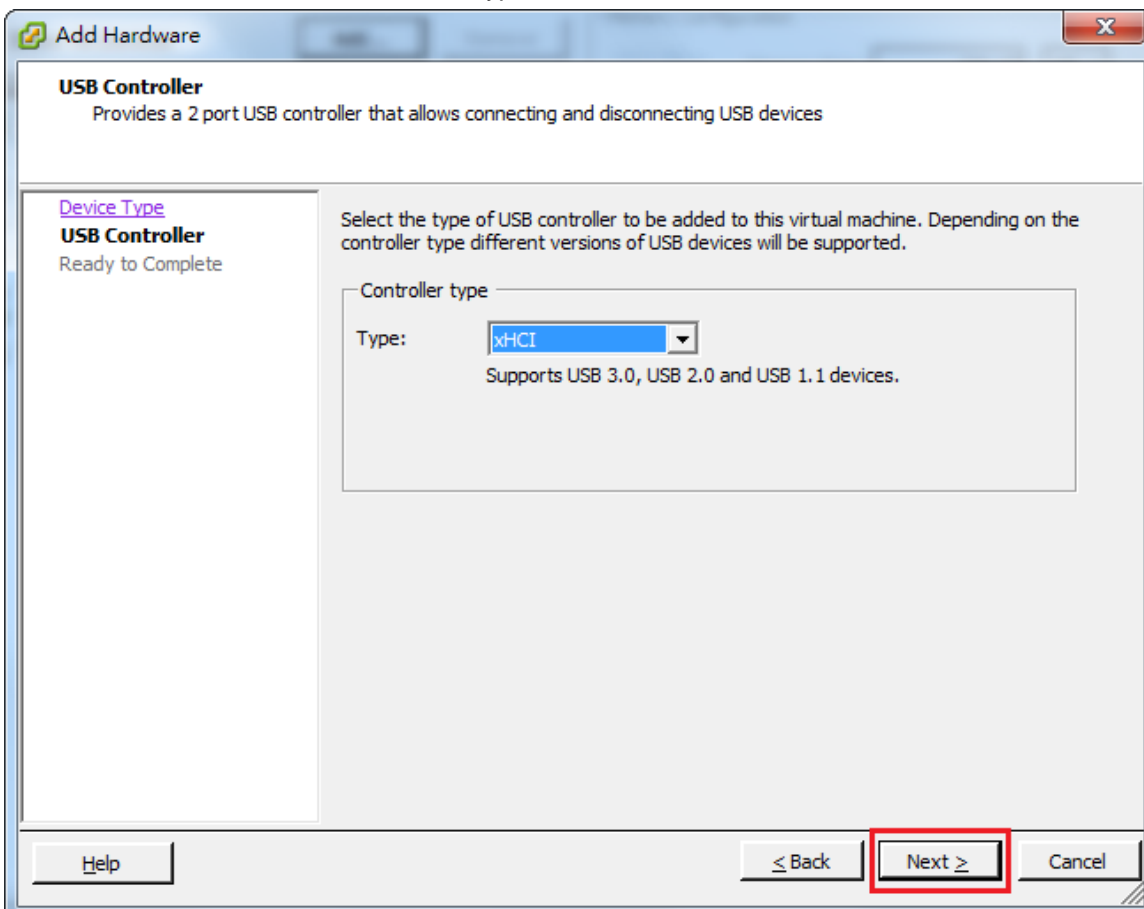 Add Hardware
USB Controller
Provides a 2 port USB controller that allows connecting and disconnecting USB devices
Device Type
USB Controller
Ready to Complete
Select the type of USB controller to be added to this virtual machine. Depending on the
controller type different versions of USB devices will be supported.
Controller type
Type:
xHCI
Supports USB 3.0, USB 2.0 and USB 1.1 devices.
Help
≤ Back
Next ≥
Cancel